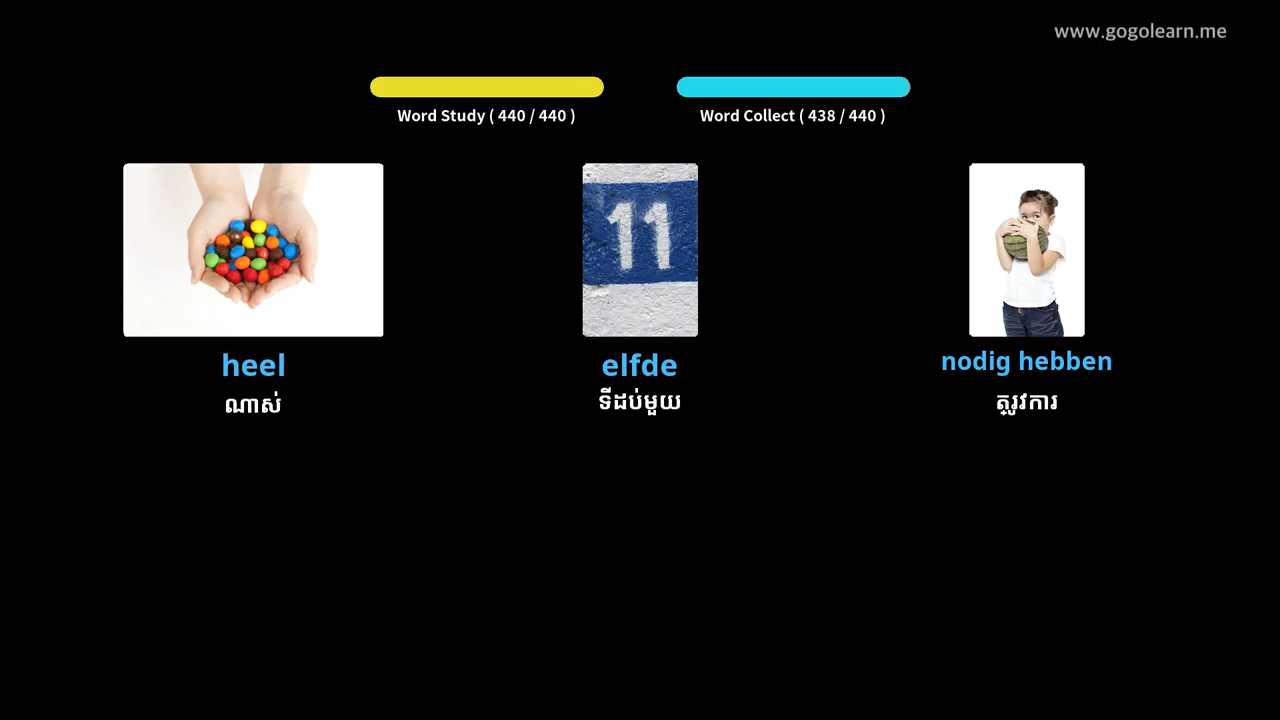 www.gogolearn.me
Word Study ( 440 / 440 )
Word Collect ( 438 / 440 )
11
heel
elfde
nodig hebben
ណាស់
ទីដប់មួយ
ត្រូវការ